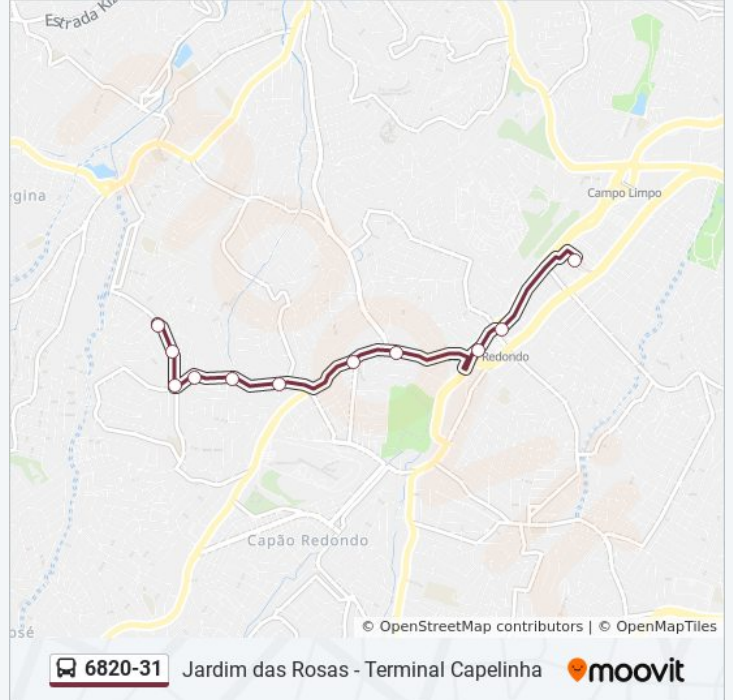 Estrada
Campo Limpo
egina
Redondo
Capão Redondo
osé
© OpenStreetMap contributors | © OpenMapTiles
6820-31 Jardim das Rosas - Terminal Capelinha moovit